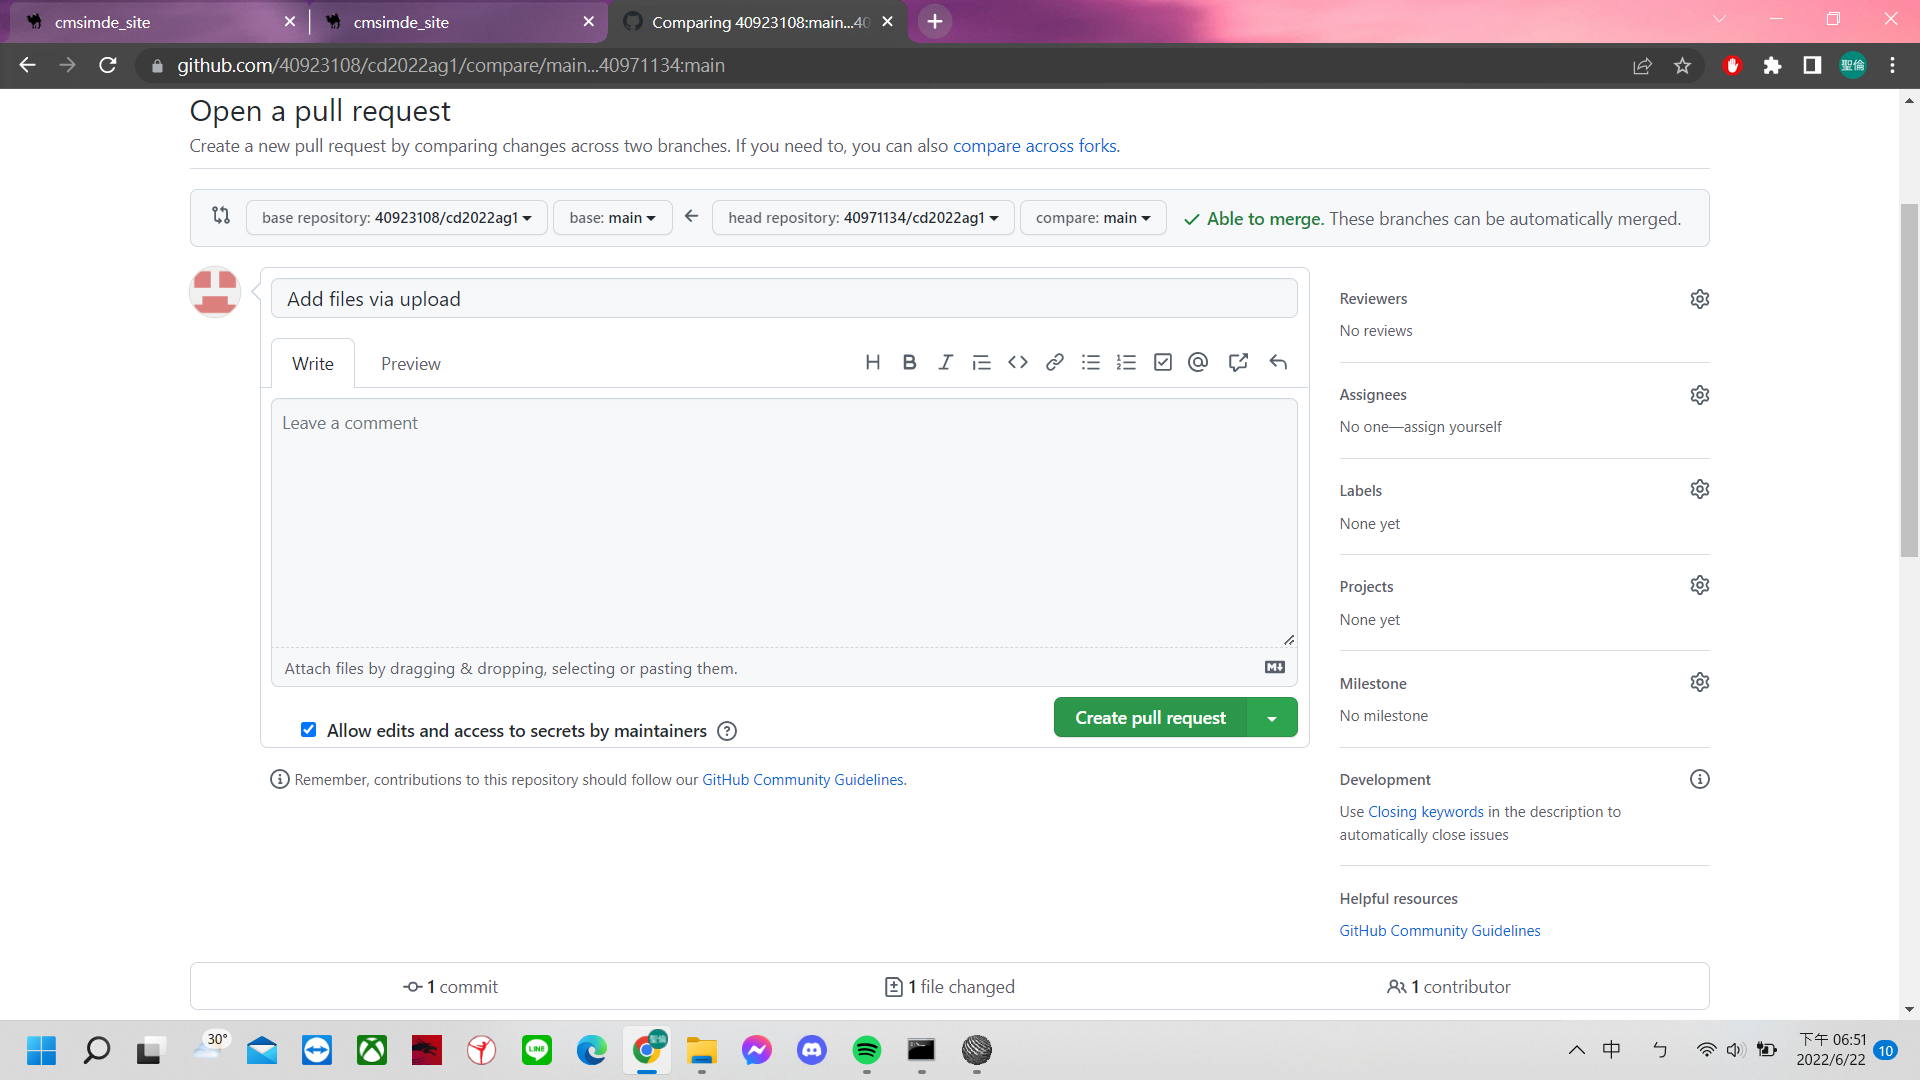 cmsimde_site
cmsimde_site
Comparing 40923108:main...40
github.com/40923108/cd2022ag1/compare/main...40971134:main
聖倫
Open a pull request
Create a new pull request by comparing changes across two branches. If you need to, you can also compare across forks.
base repository: 40923108/cd2022ag1
base: main
head repository: 40971134/cd2022ag1
compare: main
Able to merge. These branches can be automatically merged.
Add files via upload
Write
Preview
Leave a comment
Attach files by dragging & dropping, selecting or pasting them.
Allow edits and access to secrets by maintainers
Create pull request
Remember, contributions to this repository should follow our GitHub Community Guidelines.
Reviewers
No reviews
Assignees
No one—assign yourself
Labels
None yet
Projects
None yet
Milestone
No milestone
Development
Use Closing keywords in the description to
automatically close issues
Helpful resources
GitHub Community Guidelines
1 commit
1 file changed
1 contributor
30°
LINE
聖倫
中
ㄅ
下午 06:51
2022/6/22
10